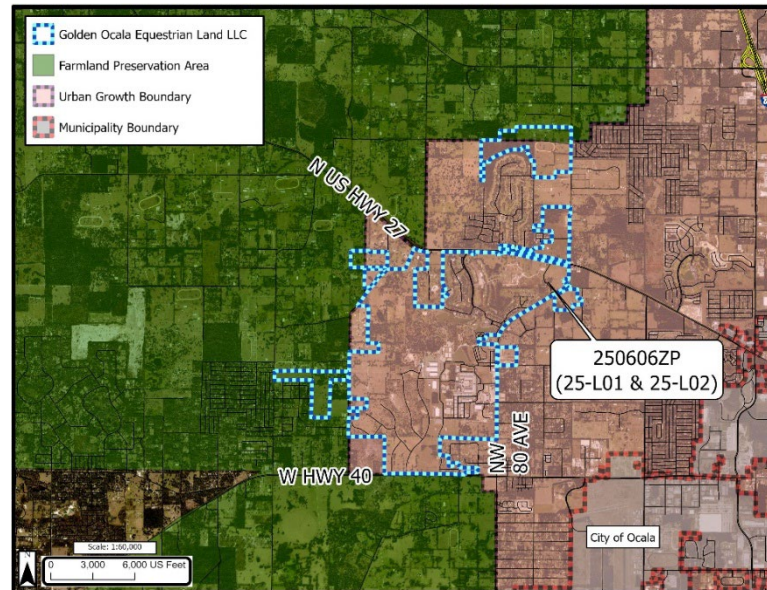 Golden Ocala Equestrian Land LLC
Farmland Preservation Area
Urban Growth Boundary
Municipality Boundary
N US HWY 27
250606ZP
(25-L01 & 25-L02)
NW
80 AVE
W HWY 40
City of Ocala
Scale: 1:60,000
0 3,000 6,000 US Feet
N